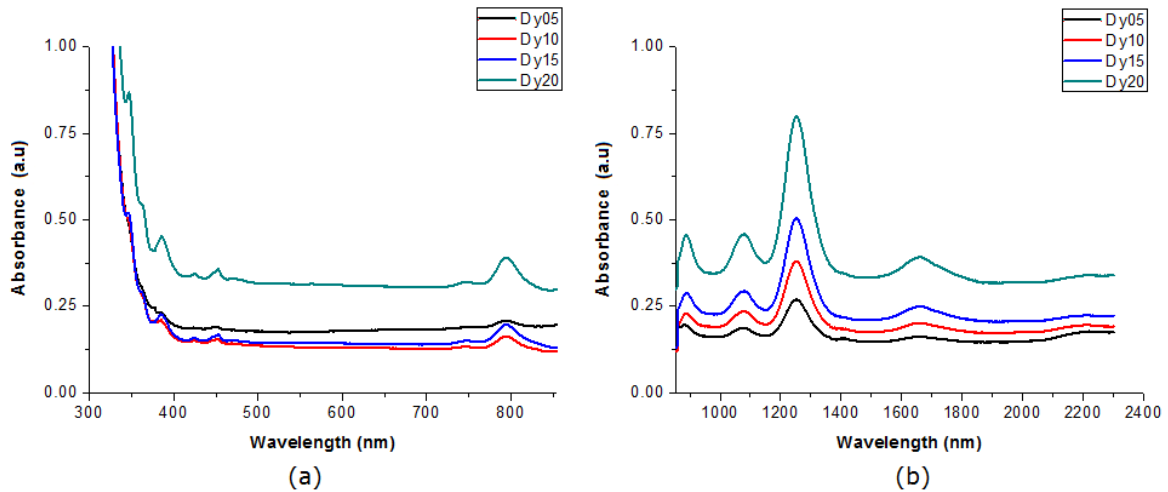 Dy05
Dy10
Dy15
Dy20
1.00
0.75
0.50
0.25
0.00
Absorbance (a.u)
300 400 500 600 700 800
Wavelength (nm)
(a)
Dy05
Dy10
Dy15
Dy20
1.00
0.75
0.50
0.25
0.00
Absorbance (a.u)
1000 1200 1400 1600 1800 2000 2200 2400
Wavelength (nm)
(b)